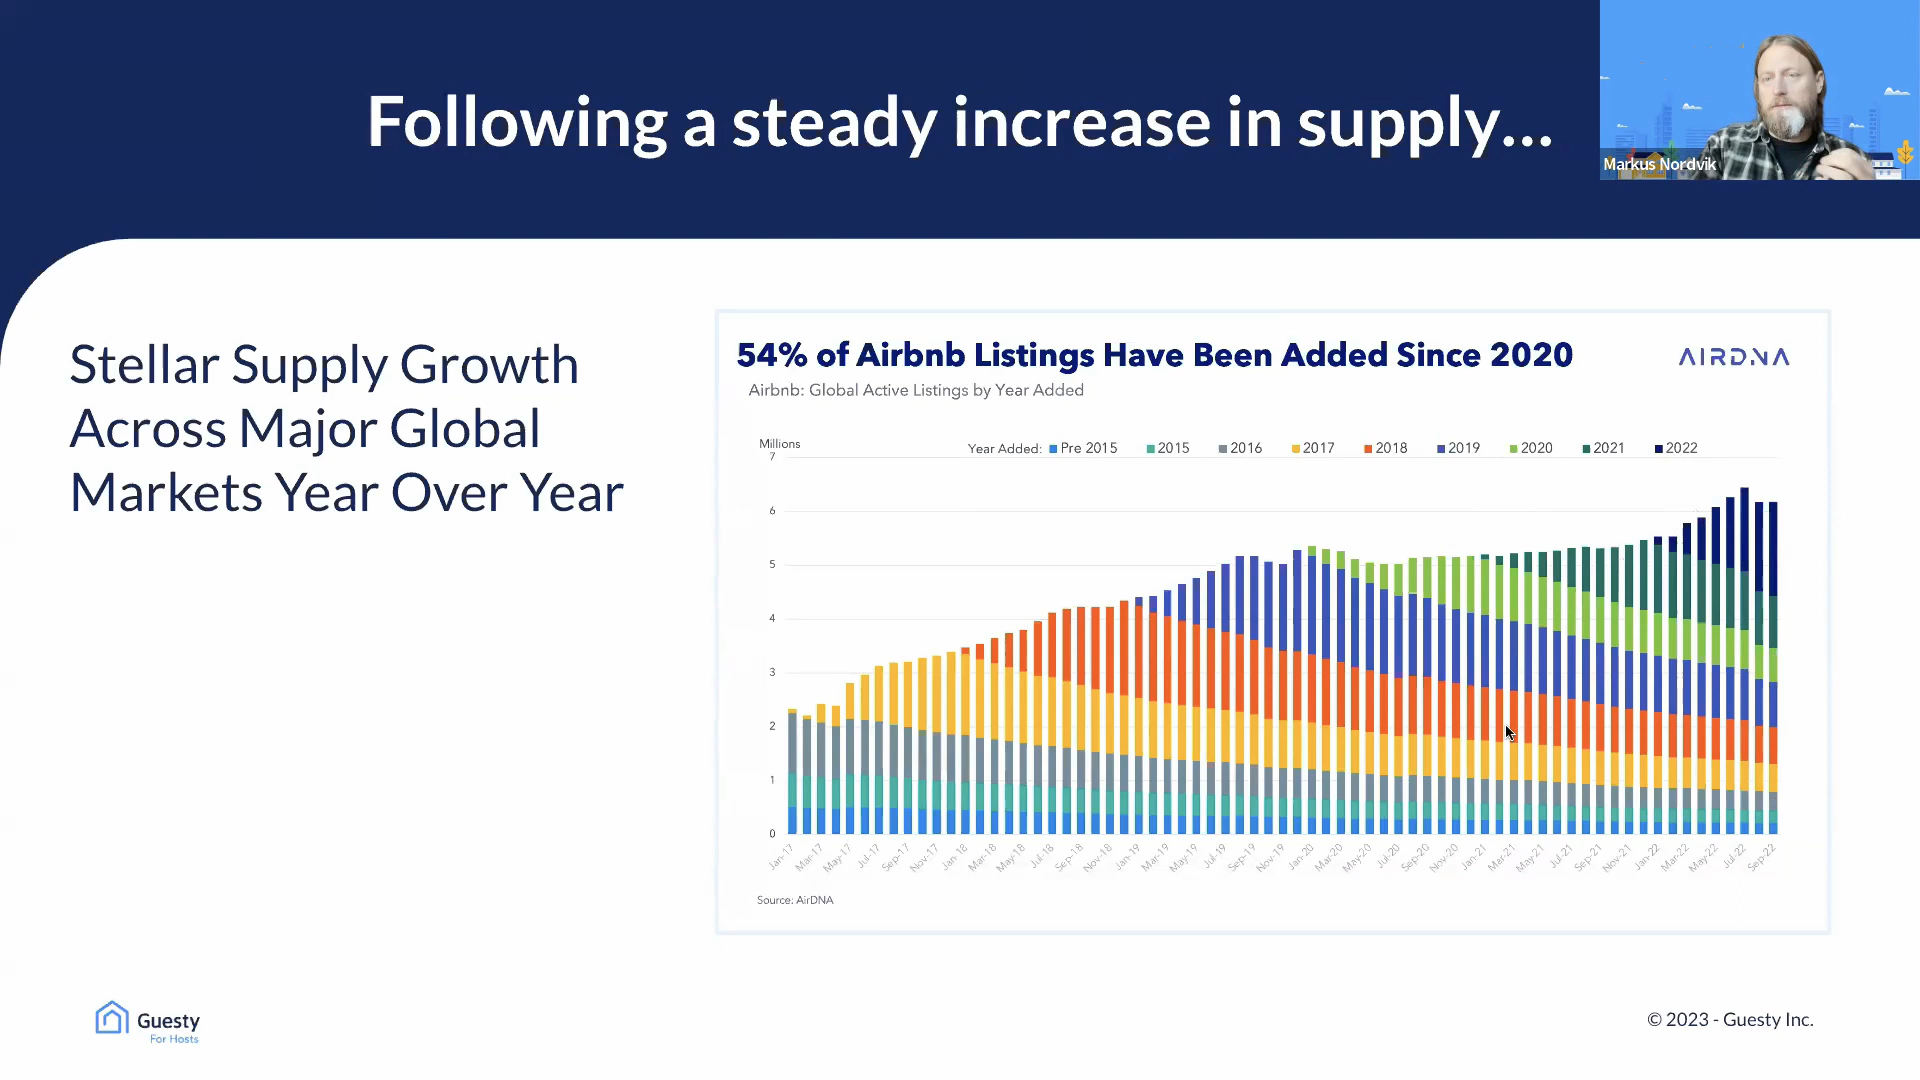 Following a steady increase in supply...
Markus Nordvik
Stellar Supply Growth
Across Major Global
Markets Year Over Year
54% of Airbnb Listings Have Been Added Since 2020
AIRDNA
Airbnb: Global Active Listings by Year Added
Millions
Year Added: Pre 2015 2015 2016 2017 2018 2019 2020 2021 2022
7
6
5
4
3
2
1
0
Jan-17 Mar-17 May-17 Jul-17 Sep-17 Nov-17 Jan-18 Mar-18 May-18 Jul-18 Sep-18 Nov-18 Jan-19 Mar-19 May-19 Jul-19 Sep-19 Nov-19 Jan-20 Mar-20 May-20 Jul-20 Sep-20 Nov-20 Jan-21 Mar-21 May-21 Jul-21 Sep-21 Nov-21 Jan-22 Mar-22 May-22 Jul-22 Sep-22
Source: AirDNA
Guesty
For Hosts
© 2023 - Guesty Inc.